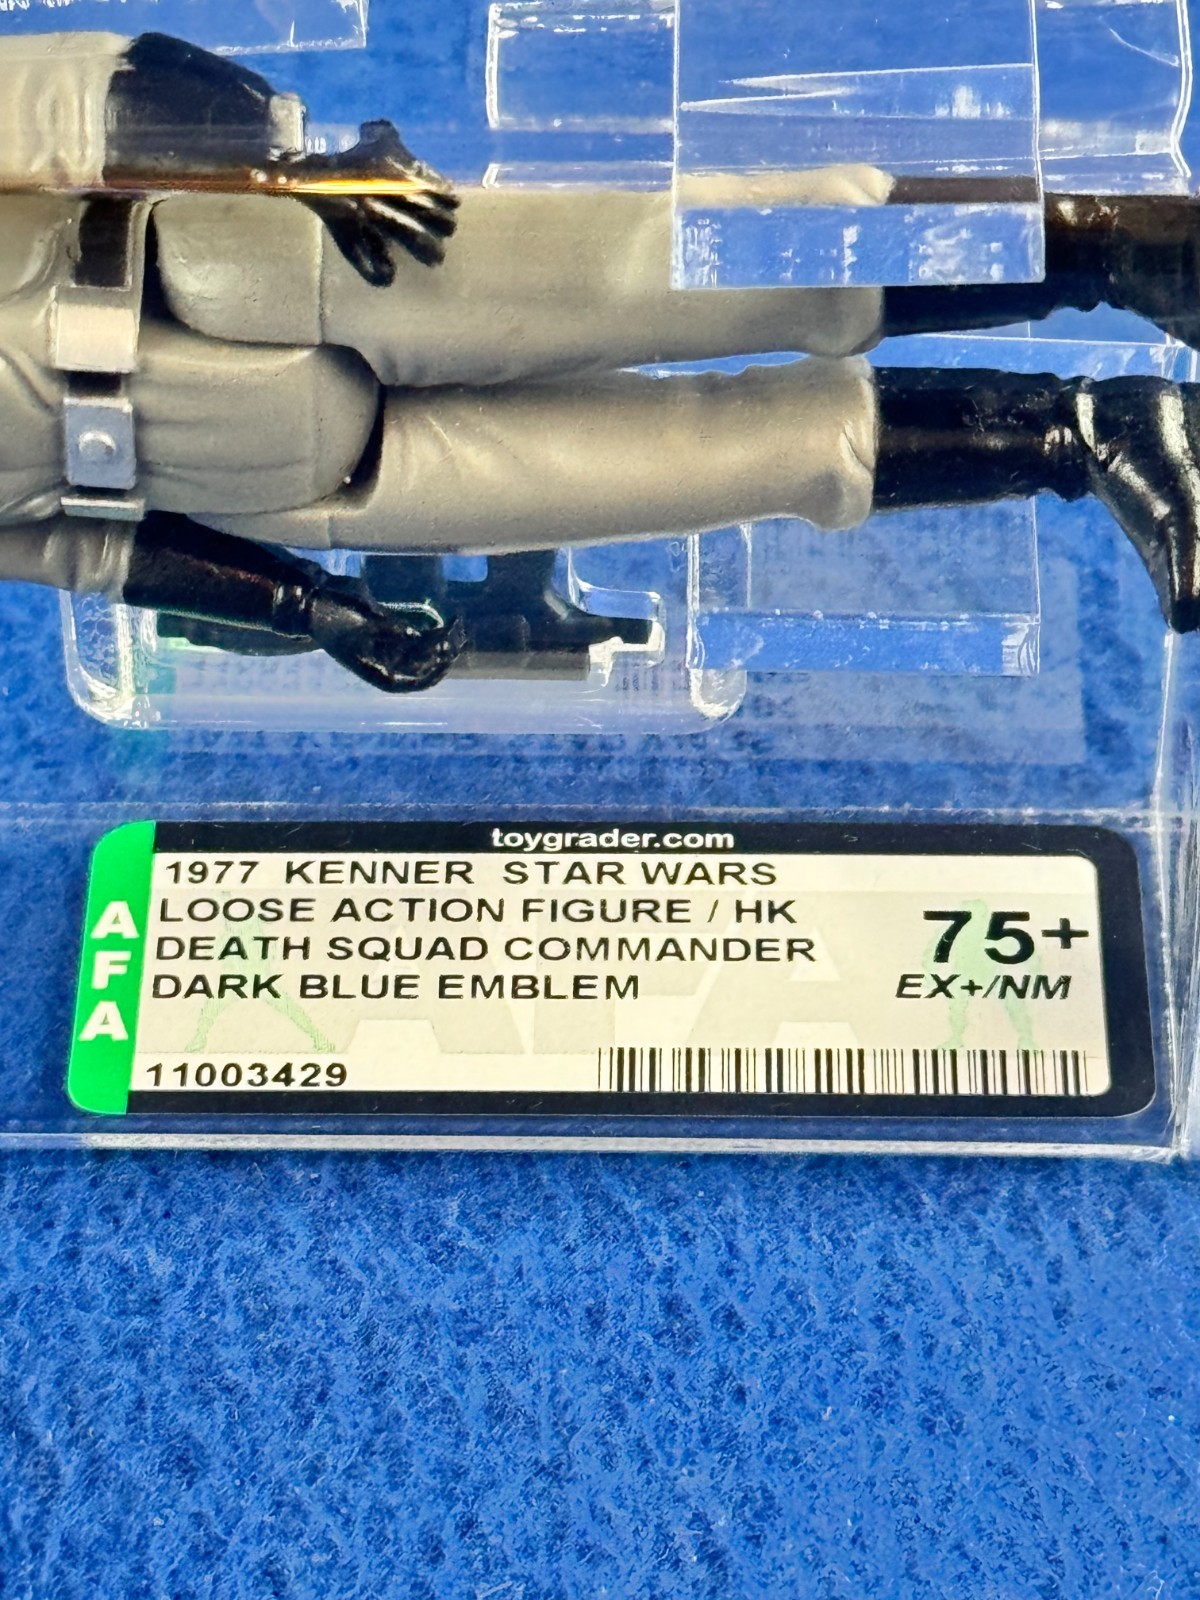 toygrader.com
1977 KENNER STAR WARS
LOOSE ACTION FIGURE / HK
DEATH SQUAD COMMANDER
DARK BLUE EMBLEM
75+
EX+/NM
AFA
11003429